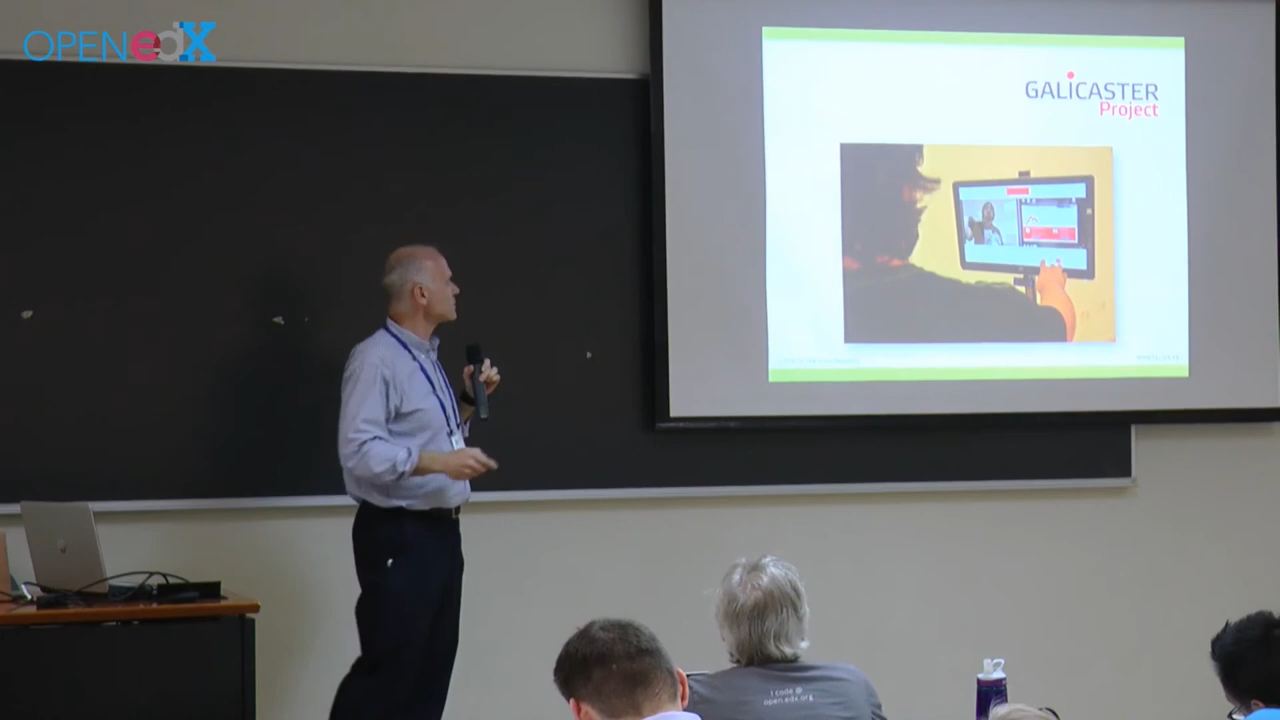 OPENedX
GALiCASTER
Project
I code @
open.edx.org